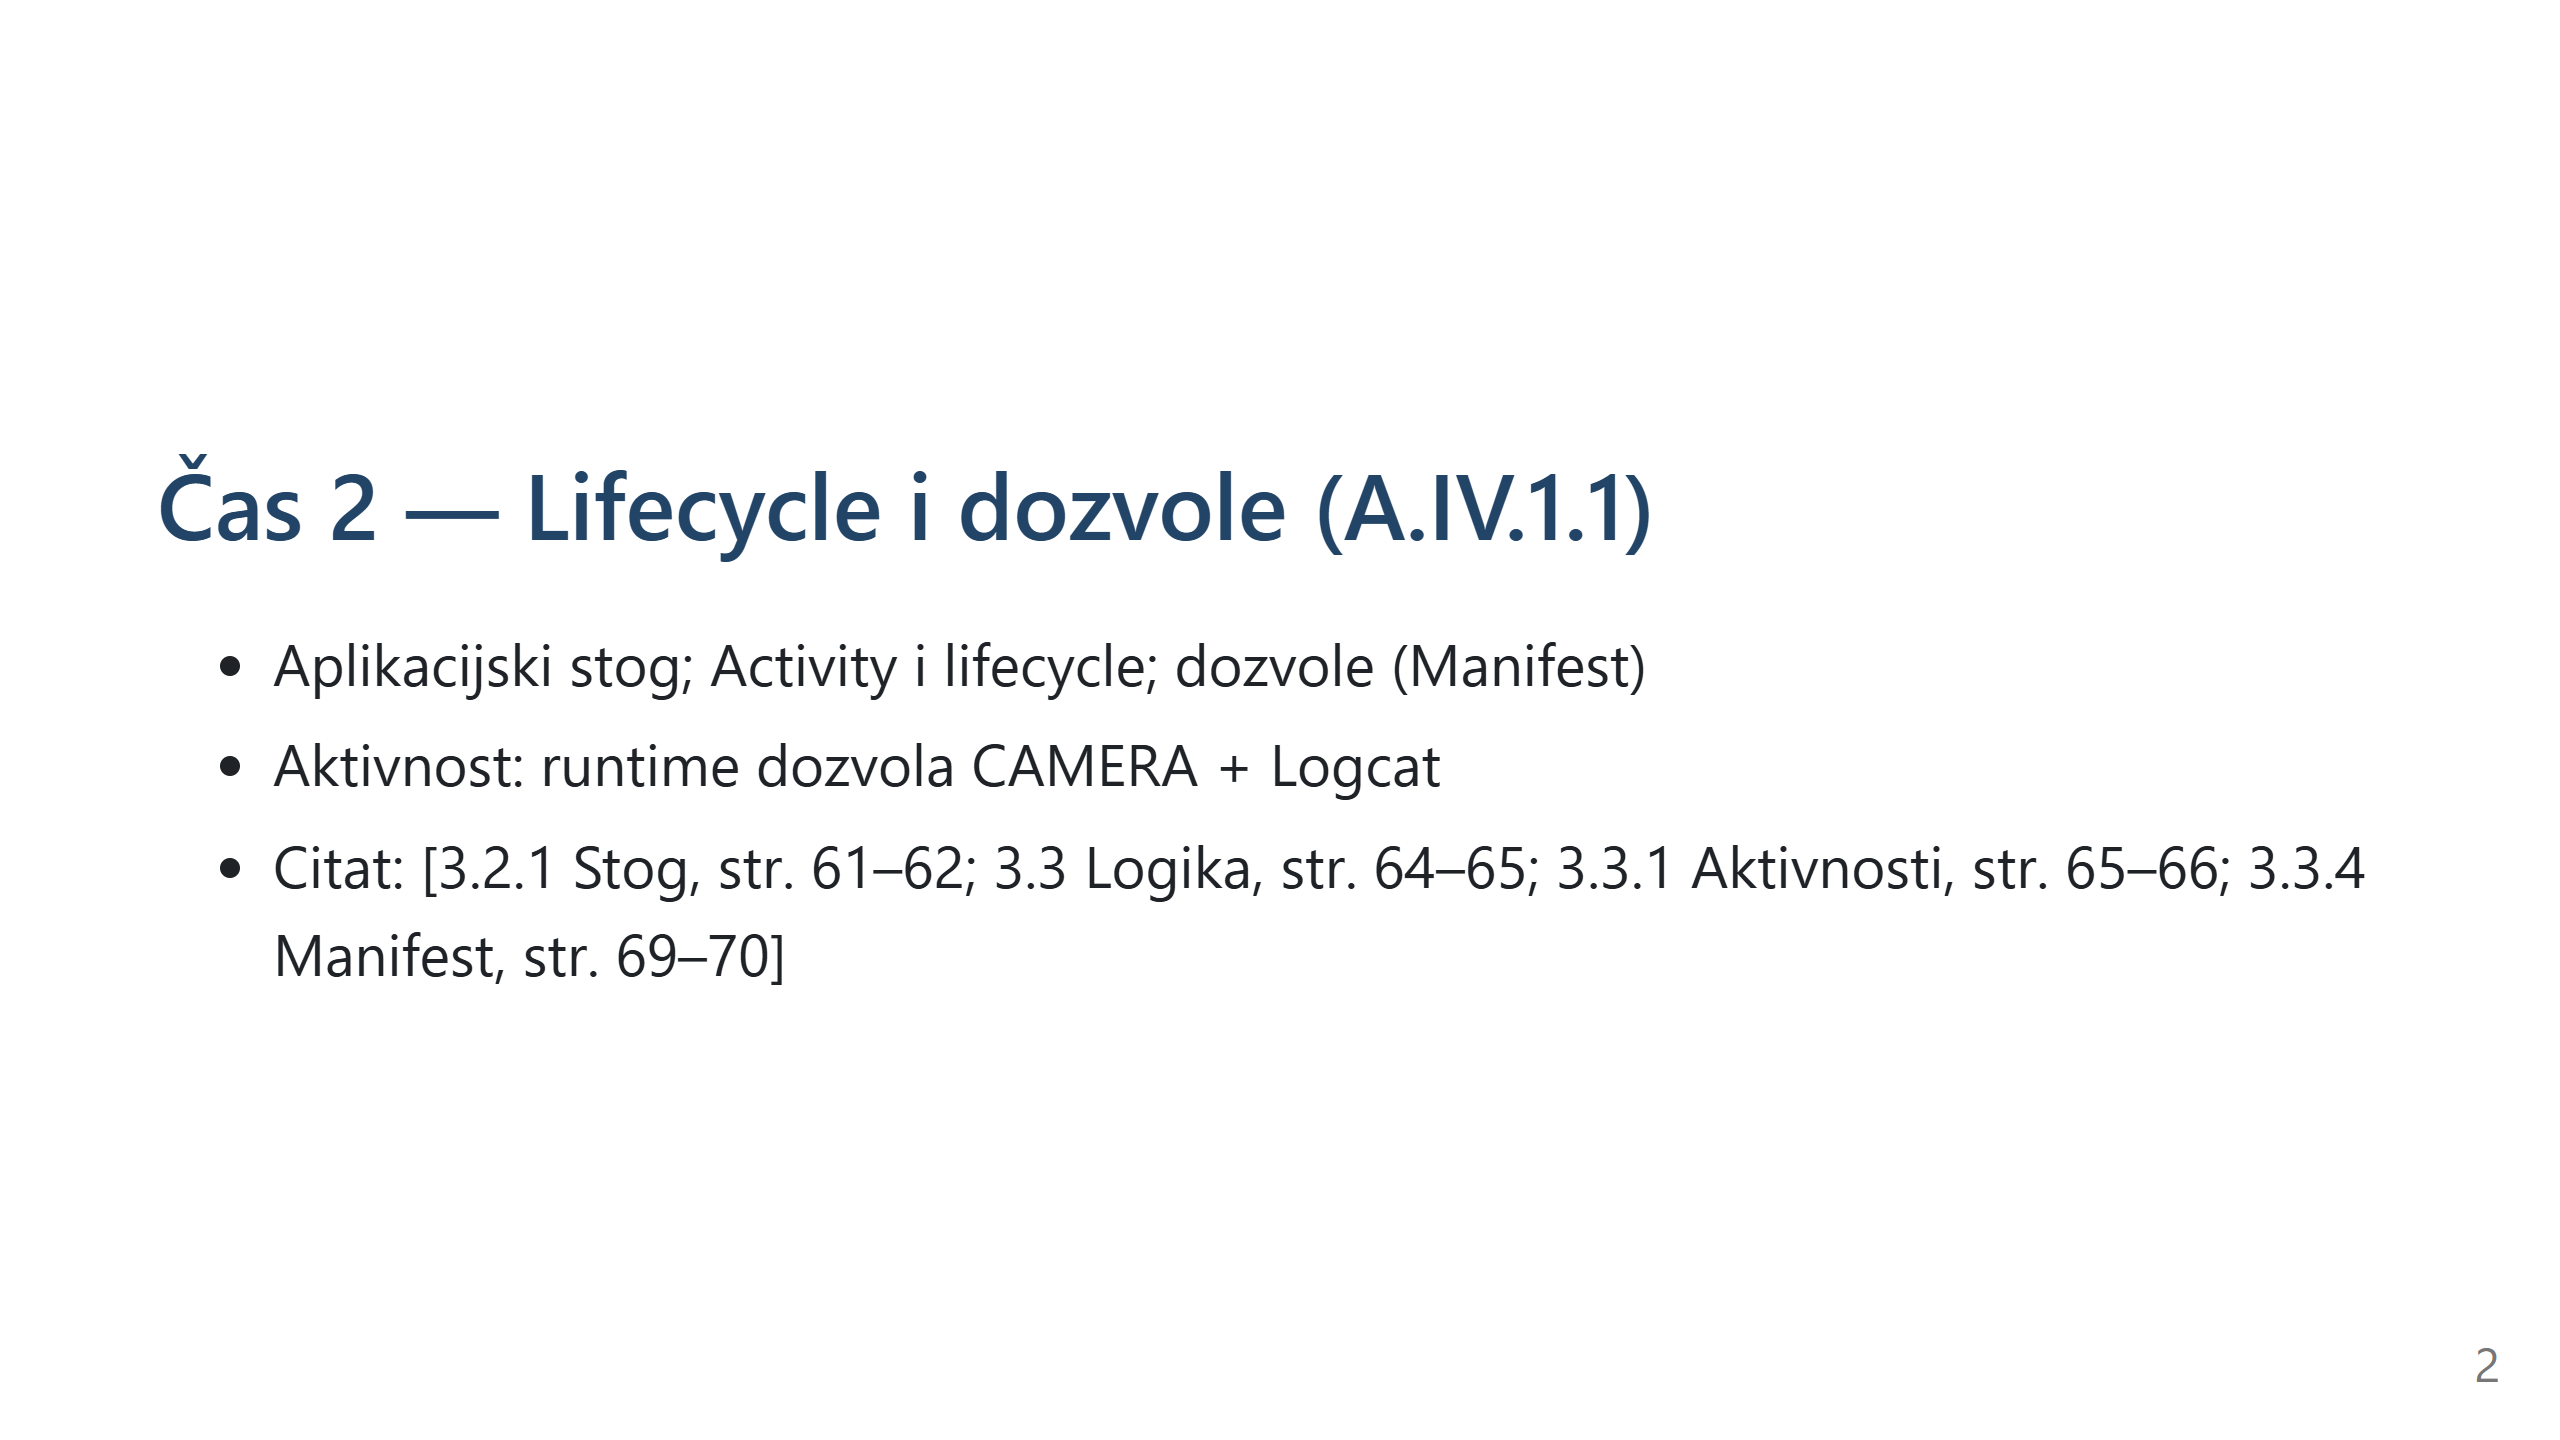 Čas 2 — Lifecycle i dozvole (A.IV.1.1)
• Aplikacijski stog; Activity i lifecycle; dozvole (Manifest)
• Aktivnost: runtime dozvola CAMERA + Logcat
• Citat: [3.2.1 Stog, str. 61–62; 3.3 Logika, str. 64–65; 3.3.1 Aktivnosti, str. 65–66; 3.3.4
Manifest, str. 69–70]
2